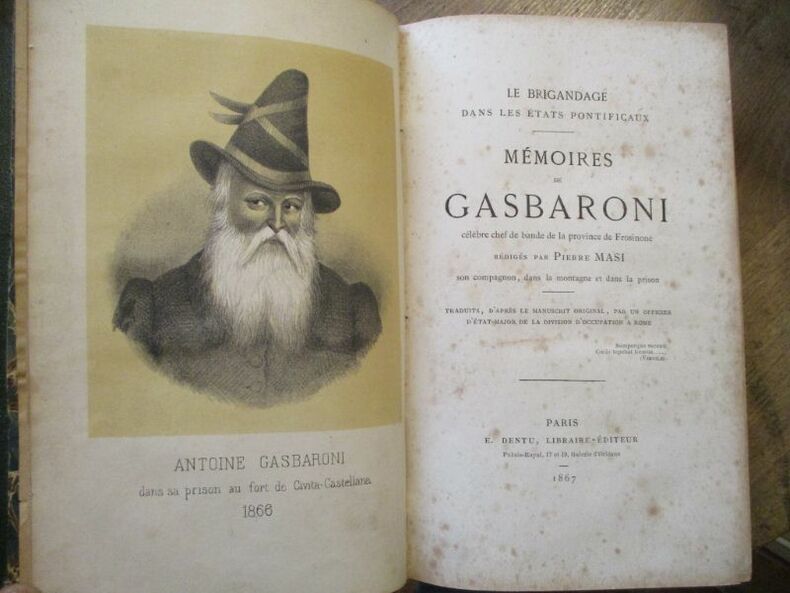 ANTOINE GASBARONI
dans sa prison au fort de Civita-Castellana
1866
LE BRIGANDAGE
DANS LES ÉTATS PONTIFICAUX
MÉMOIRES
DE
GASBARONI
célèbre chef de bande de la province de Frosinone
RÉDIGÉS PAR PIERRE MASI
son compagnon, dans la montagne et dans la prison
TRADUITS, D'APRÈS LE MANUSCRIT ORIGINAL, PAR UN OFFICIER
D'ÉTAT-MAJOR DE LA DIVISION D'OCCUPATION A ROME
PARIS
E. DENTU, LIBRAIRE-ÉDITEUR
Palais-Royal, 17 et 19, Galerie d'Orléans
1867